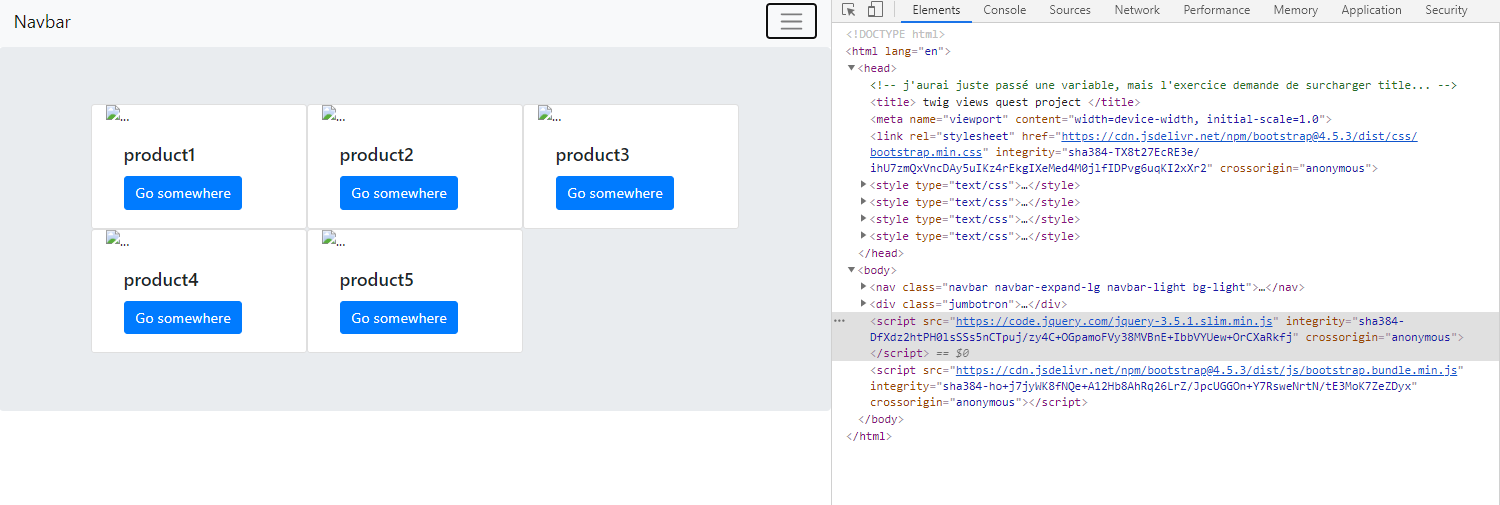 Navbar
...
...
...
product1
product2
product3
Go somewhere
Go somewhere
Go somewhere
...
...
product4
product5
Go somewhere
Go somewhere
Elements
Console
Sources
Network
Performance
Memory
Application
Security
<!DOCTYPE html>
<html lang="en">
<head>
<!-- j'aurai juste passé une variable, mais l'exercice demande de surcharger title... -->
<title> twig views quest project </title>
<meta name="viewport" content="width=device-width, initial-scale=1.0">
<link rel="stylesheet" href="https://cdn.jsdelivr.net/npm/bootstrap@4.5.3/dist/css/
bootstrap.min.css" integrity="sha384-TX8t27EcRE3e/
ihU7zmQxVncDAy5uIKz4rEkgIXeMed4M0jlfIDPvg6uqKI2xXr2" crossorigin="anonymous">
<style type="text/css">…</style>
<style type="text/css">…</style>
<style type="text/css">…</style>
<style type="text/css">…</style>
</head>
<body>
<nav class="navbar navbar-expand-lg navbar-light bg-light">…</nav>
<div class="jumbotron">…</div>
<script src="https://code.jquery.com/jquery-3.5.1.slim.min.js" integrity="sha384-
DfXdz2htPH0lsSSs5nCTpuj/zy4C+OGpamoFVy38MVBnE+IbbVYUew+OrCXaRkfj" crossorigin="anonymous">
</script> == $0
<script src="https://cdn.jsdelivr.net/npm/bootstrap@4.5.3/dist/js/bootstrap.bundle.min.js"
integrity="sha384-ho+j7jyWK8fNQe+A12Hb8AhRq26LrZ/JpcUGGOn+Y7RsweNrtN/tE3MoK7ZeZDyx"
crossorigin="anonymous"></script>
</body>
</html>